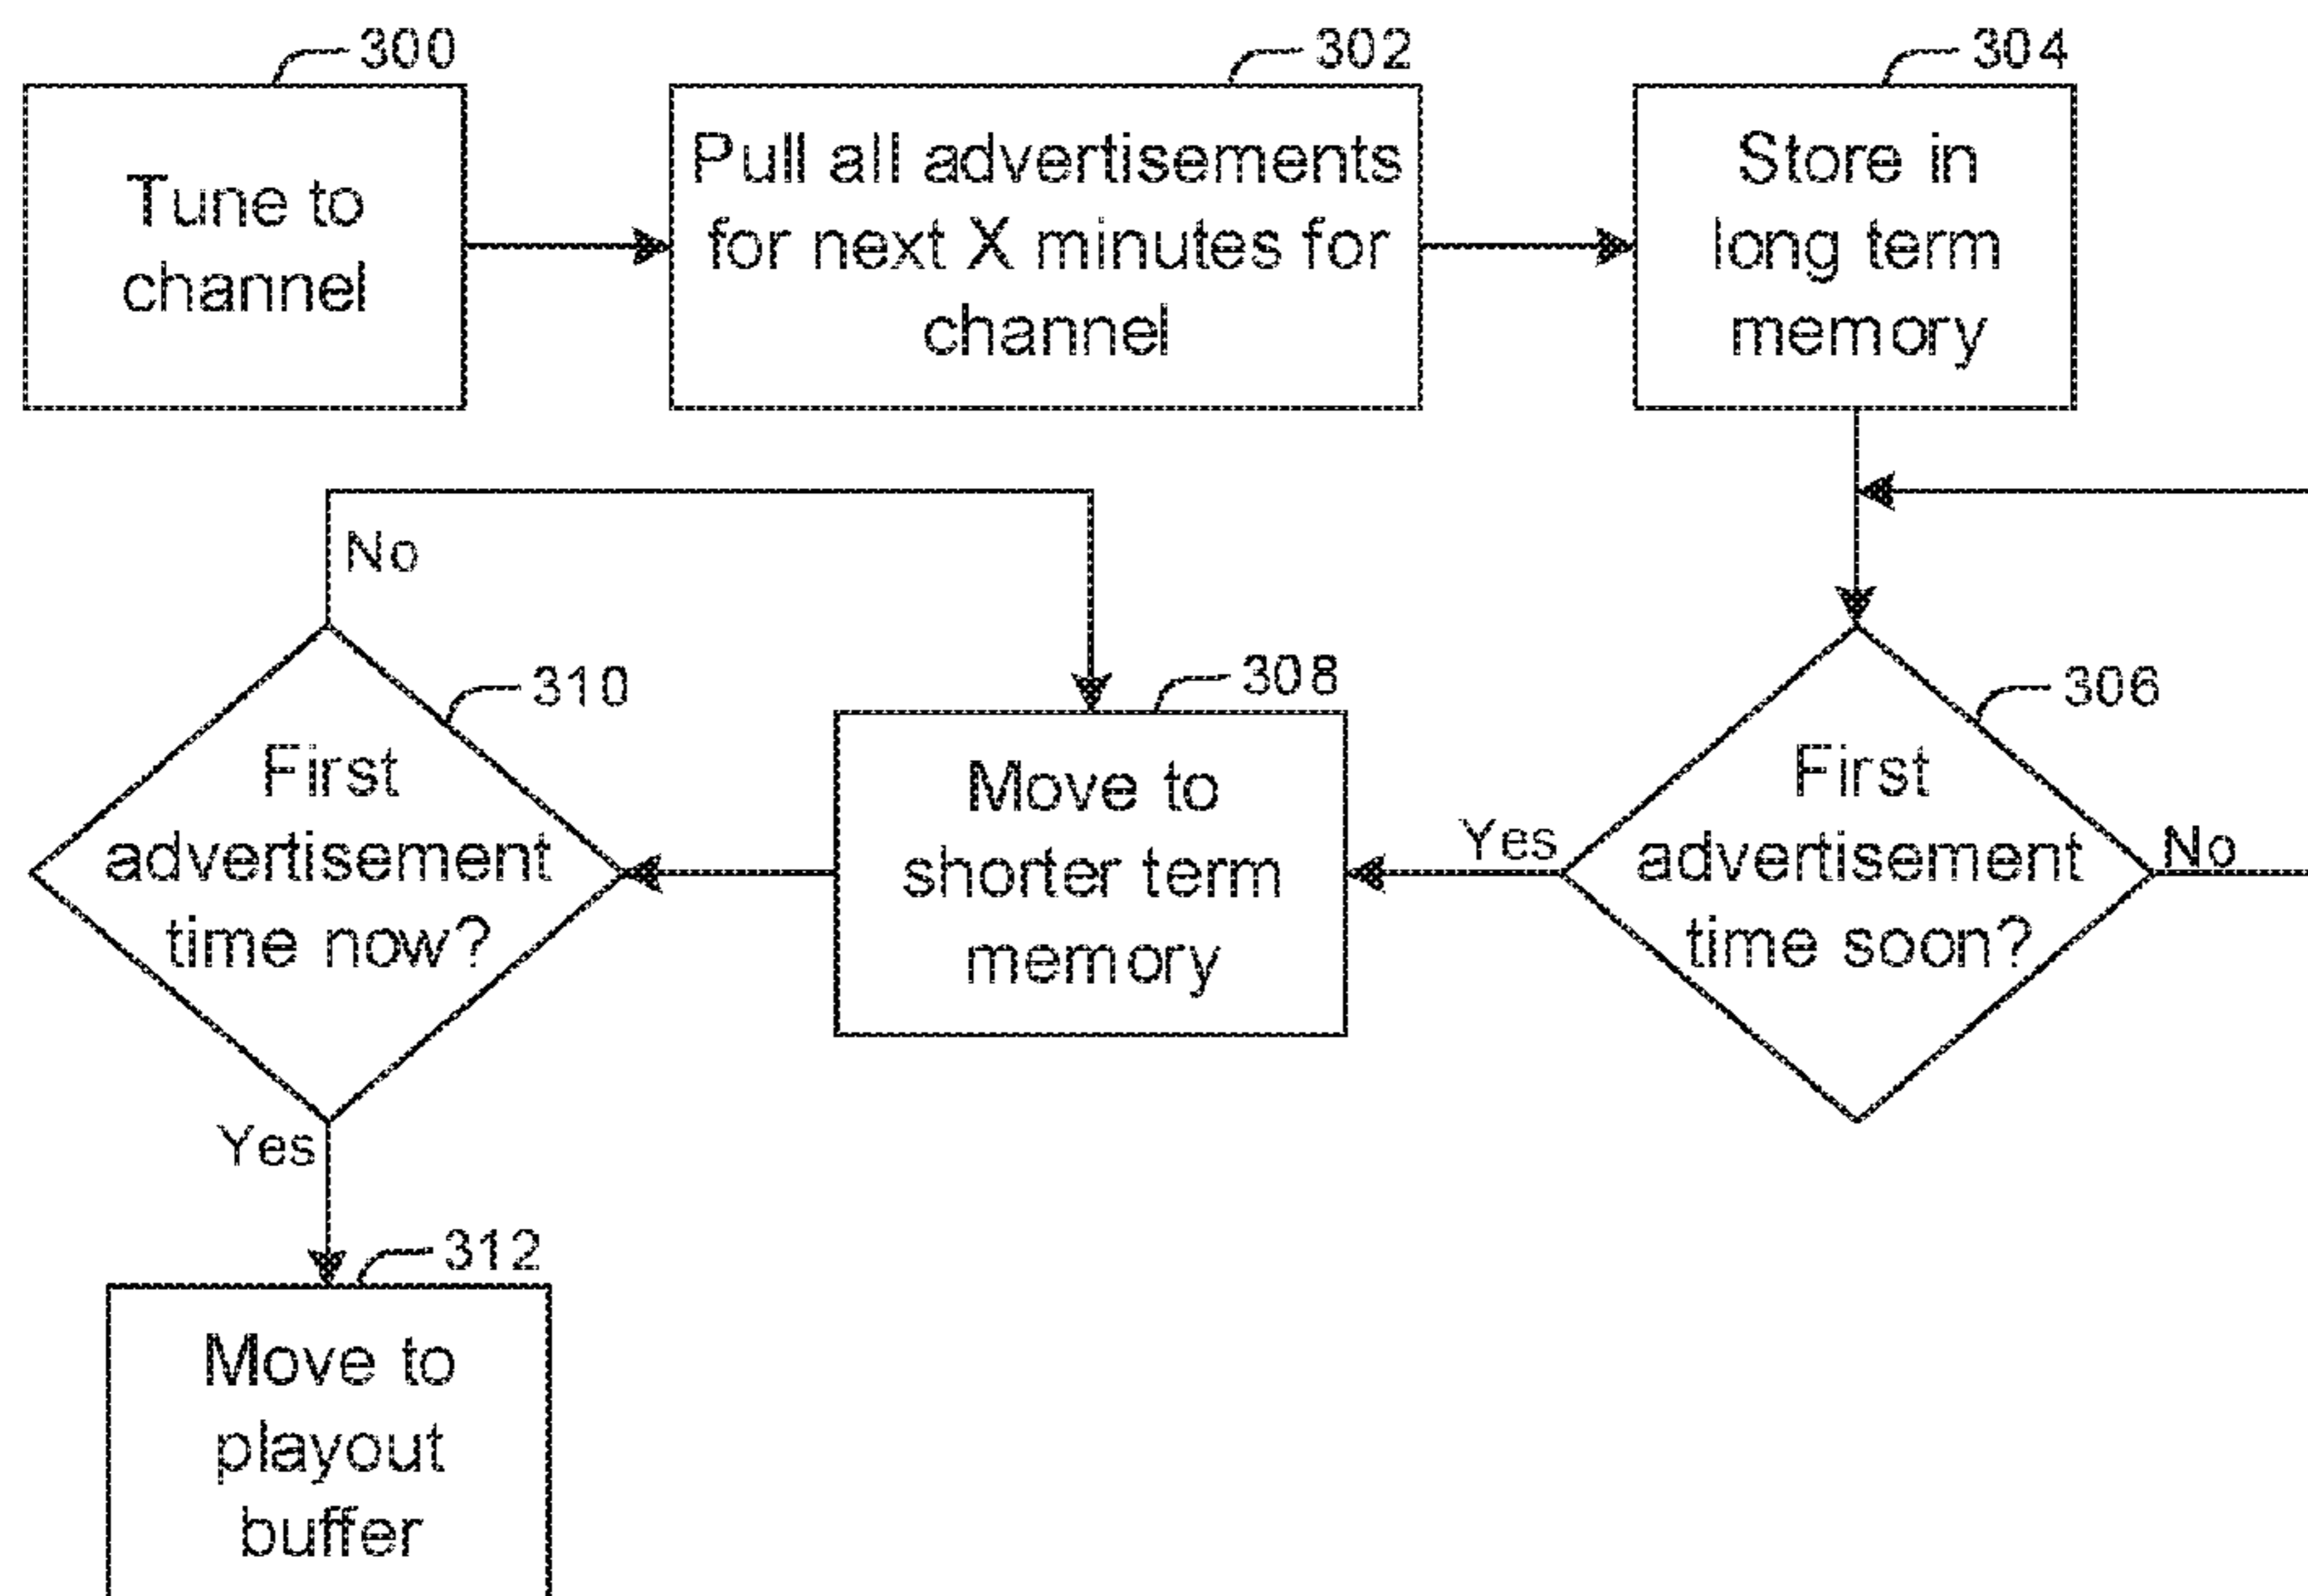 300
Tune to
channel
302
Pull all advertisements
for next X minutes for
channel
304
Store in
long term
memory
306
First
advertisement
time soon?
No
Yes
308
Move to
shorter term
memory
310
First
advertisement
time now?
No
Yes
312
Move to
playout
buffer